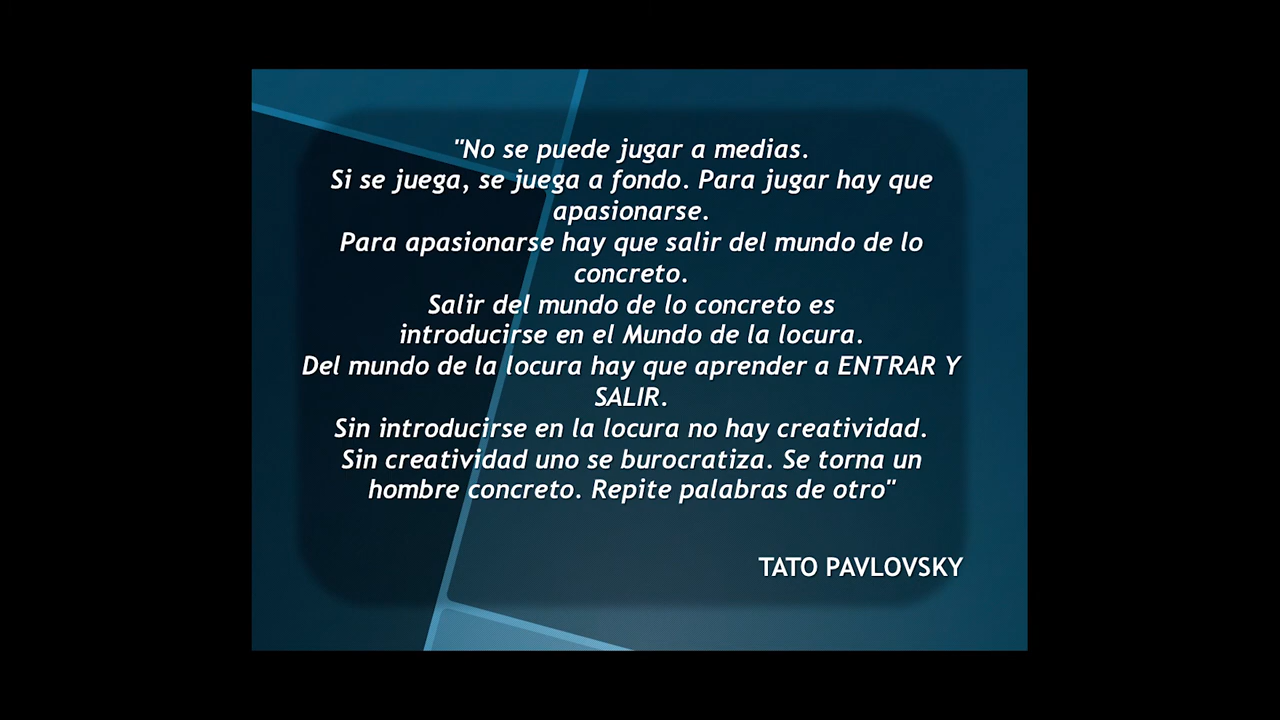 "No se puede jugar a medias.
Si se juega, se juega a fondo. Para jugar hay que
apasionarse.
Para apasionarse hay que salir del mundo de lo
concreto.
Salir del mundo de lo concreto es
introducirse en el Mundo de la locura.
Del mundo de la locura hay que aprender a ENTRAR Y
SALIR.
Sin introducirse en la locura no hay creatividad.
Sin creatividad uno se burocratiza. Se torna un
hombre concreto. Repite palabras de otro"
TATO PAVLOVSKY